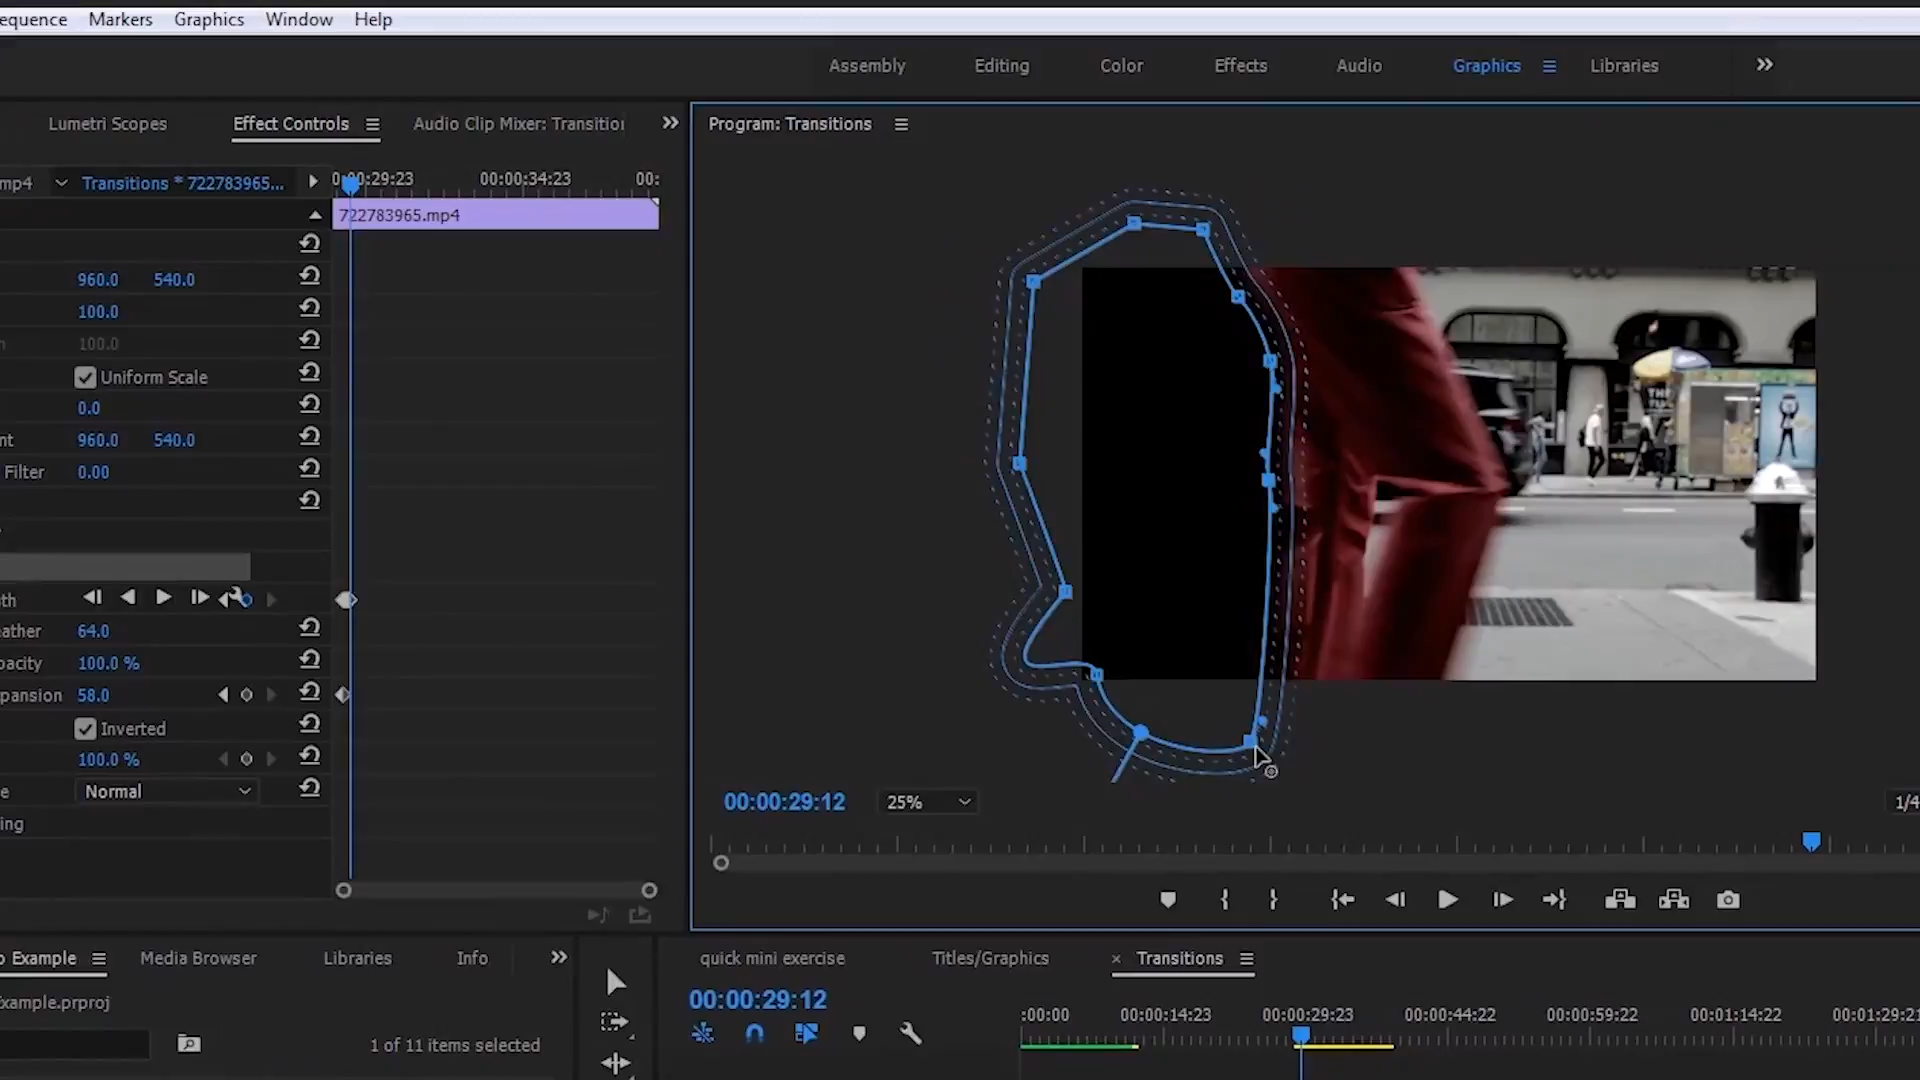 equence Markers Graphics Window Help
Assembly Editing Color Effects Audio Graphics Libraries
Lumetri Scopes Effect Controls Audio Clip Mixer: Transitio
Program: Transitions
mp4 Transitions * 722783965...
:29:23 00:00:34:23 00:
722783965.mp4
960.0 540.0
100.0
100.0
Uniform Scale
0.0
nt 960.0 540.0
Filter 0.00
th
ather 64.0
pacity 100.0 %
pansion 58.0
Inverted
100.0 %
e Normal
ing
00:00:29:12 25% 1/4
o Example Media Browser Libraries Info
Example.prproj
1 of 11 items selected
quick mini exercise Titles/Graphics × Transitions
00:00:29:12
:00:00 00:00:14:23 00:00:29:23 00:00:44:22 00:00:59:22 00:01:14:22 00:01:29:21